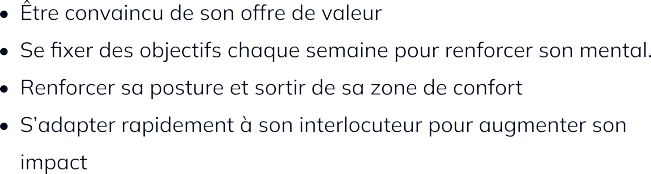 • Être convaincu de son offre de valeur
• Se fixer des objectifs chaque semaine pour renforcer son mental.
• Renforcer sa posture et sortir de sa zone de confort
• S'adapter rapidement à son interlocuteur pour augmenter son
impact